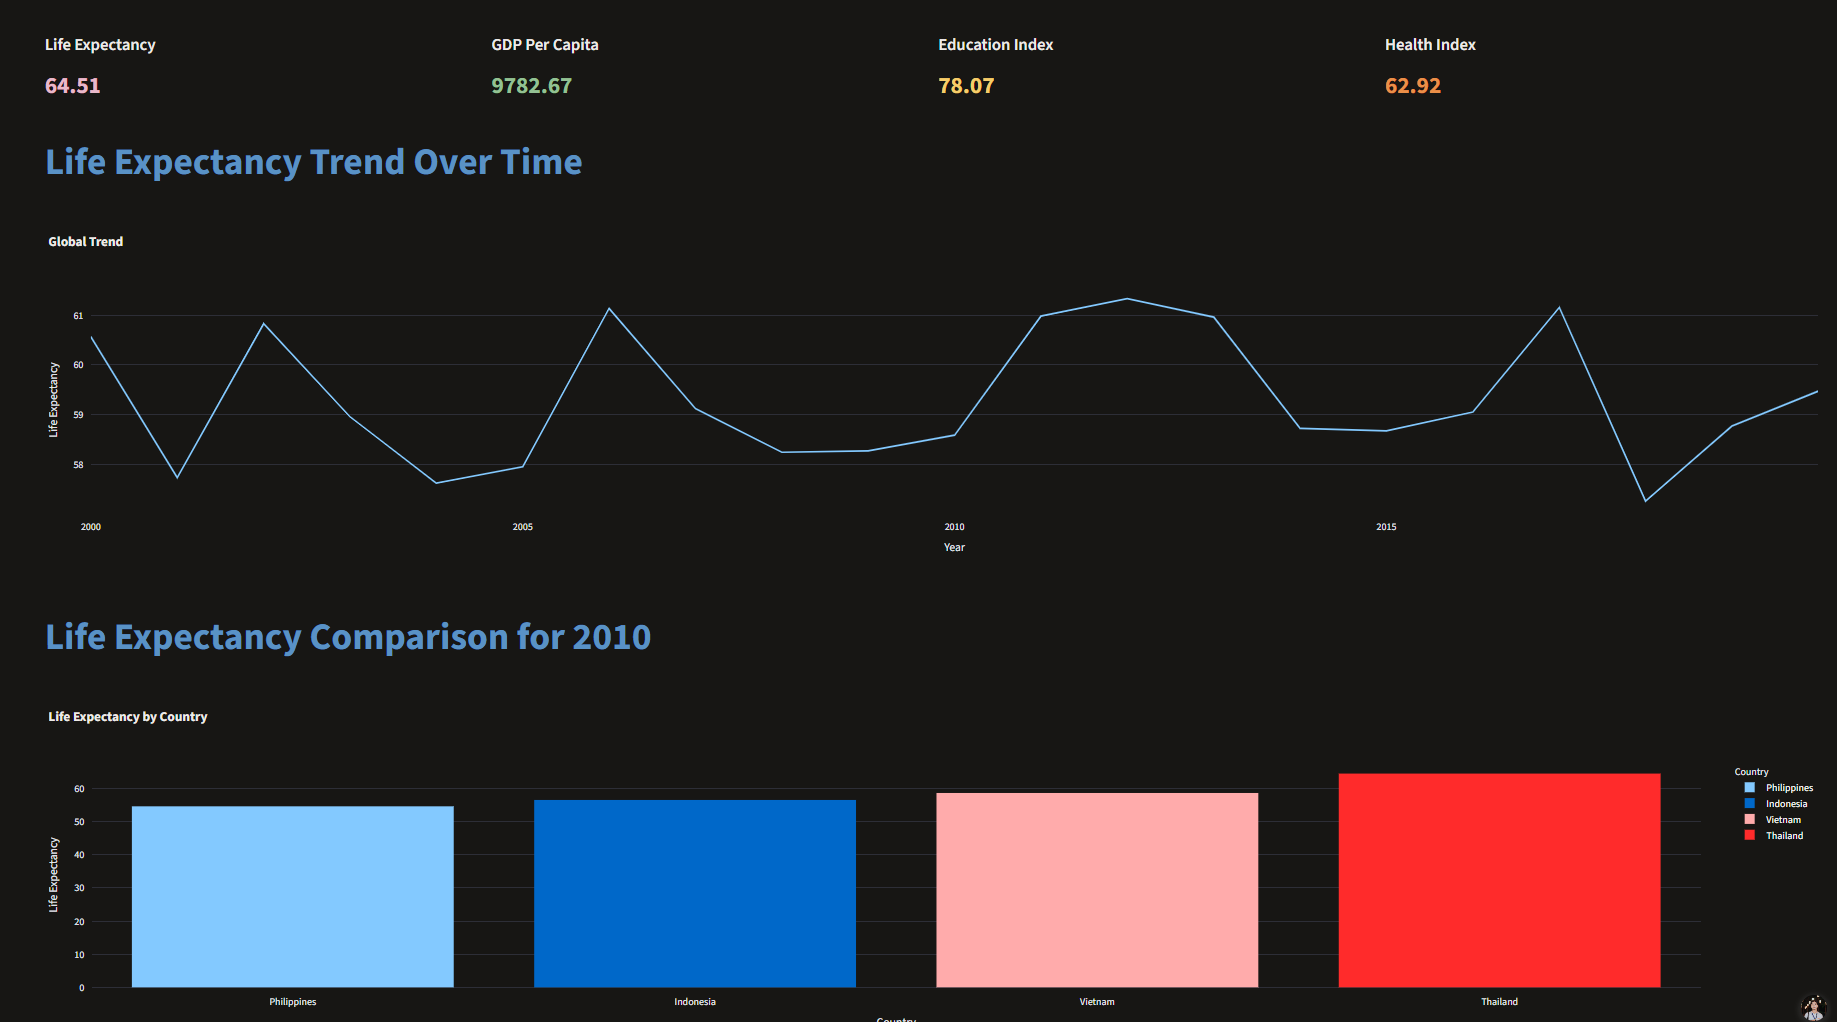 Life Expectancy
GDP Per Capita
Education Index
Health Index
64.51
9782.67
78.07
62.92
Life Expectancy Trend Over Time
Global Trend
61
60
59
58
Life Expectancy
2000
2005
2010
2015
Year
Life Expectancy Comparison for 2010
Life Expectancy by Country
60
50
40
30
20
10
0
Life Expectancy
Philippines
Indonesia
Vietnam
Thailand
Country
Country
Philippines
Indonesia
Vietnam
Thailand